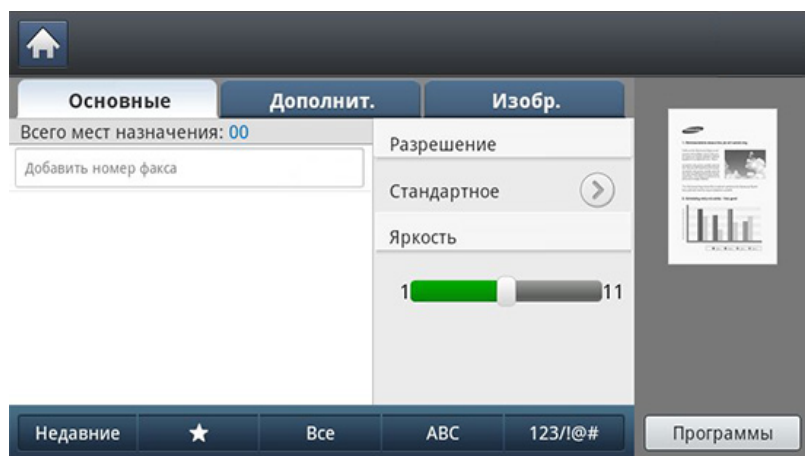 Основные
Дополнит.
Изобр.
Всего мест назначения: 00
Добавить номер факса
Разрешение
Стандартное
Яркость
1 11
Недавние ★ Все ABC 123/!@#
Программы